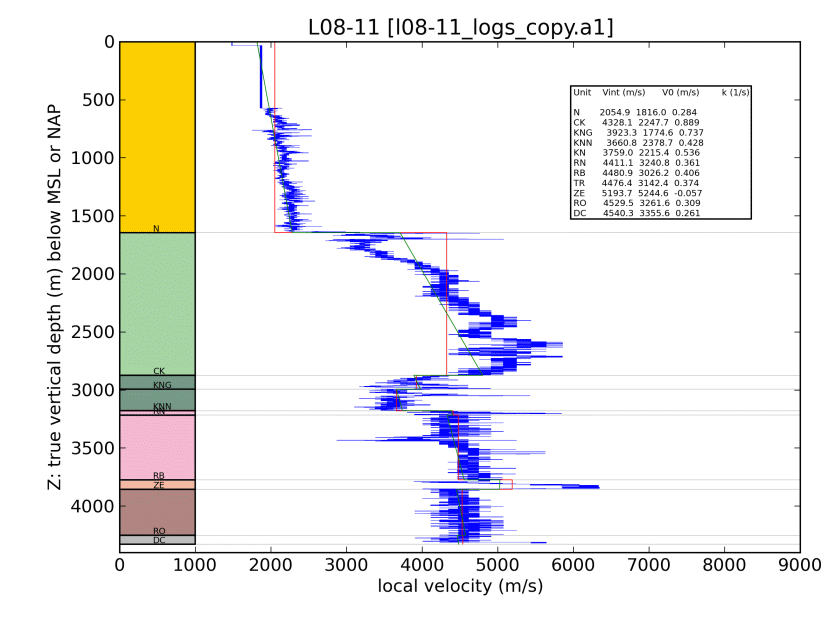 L08-11 [l08-11_logs_copy.a1]
Z: true vertical depth (m) below MSL or NAP
0
500
1000
1500
2000
2500
3000
3500
4000
N
CK
KNG
KNN
RN
RB
ZE
RO
DC
Unit Vint (m/s) V0 (m/s) k (1/s)
N 2054.9 1816.0 0.284
CK 4328.1 2247.7 0.889
KNG 3923.3 1774.6 0.737
KNN 3660.8 2378.7 0.428
KN 3759.0 2215.4 0.536
RN 4411.1 3240.8 0.361
RB 4480.9 3026.2 0.406
TR 4476.4 3142.4 0.374
ZE 5193.7 5244.6 -0.057
RO 4529.5 3261.6 0.309
DC 4540.3 3355.6 0.261
0 1000 2000 3000 4000 5000 6000 7000 8000 9000
local velocity (m/s)